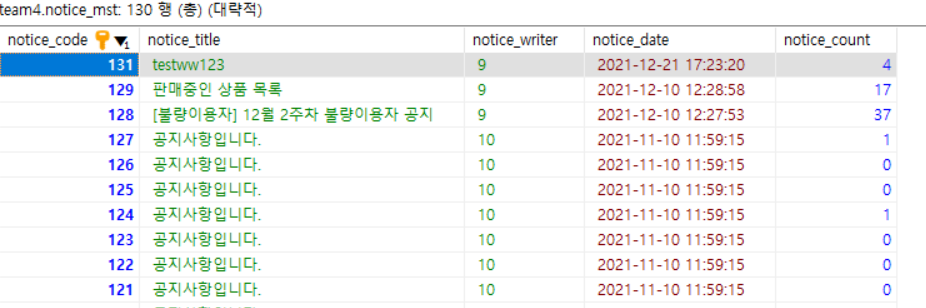 team4.notice_mst: 130 행 (총) (대략적)
notice_code notice_title notice_writer notice_date notice_count
131 testww123 9 2021-12-21 17:23:20 4
129 판매중인 상품 목록 9 2021-12-10 12:28:58 17
128 [불량이용자] 12월 2주차 불량이용자 공지 9 2021-12-10 12:27:53 37
127 공지사항입니다. 10 2021-11-10 11:59:15 1
126 공지사항입니다. 10 2021-11-10 11:59:15 0
125 공지사항입니다. 10 2021-11-10 11:59:15 0
124 공지사항입니다. 10 2021-11-10 11:59:15 1
123 공지사항입니다. 10 2021-11-10 11:59:15 0
122 공지사항입니다. 10 2021-11-10 11:59:15 0
121 공지사항입니다. 10 2021-11-10 11:59:15 0